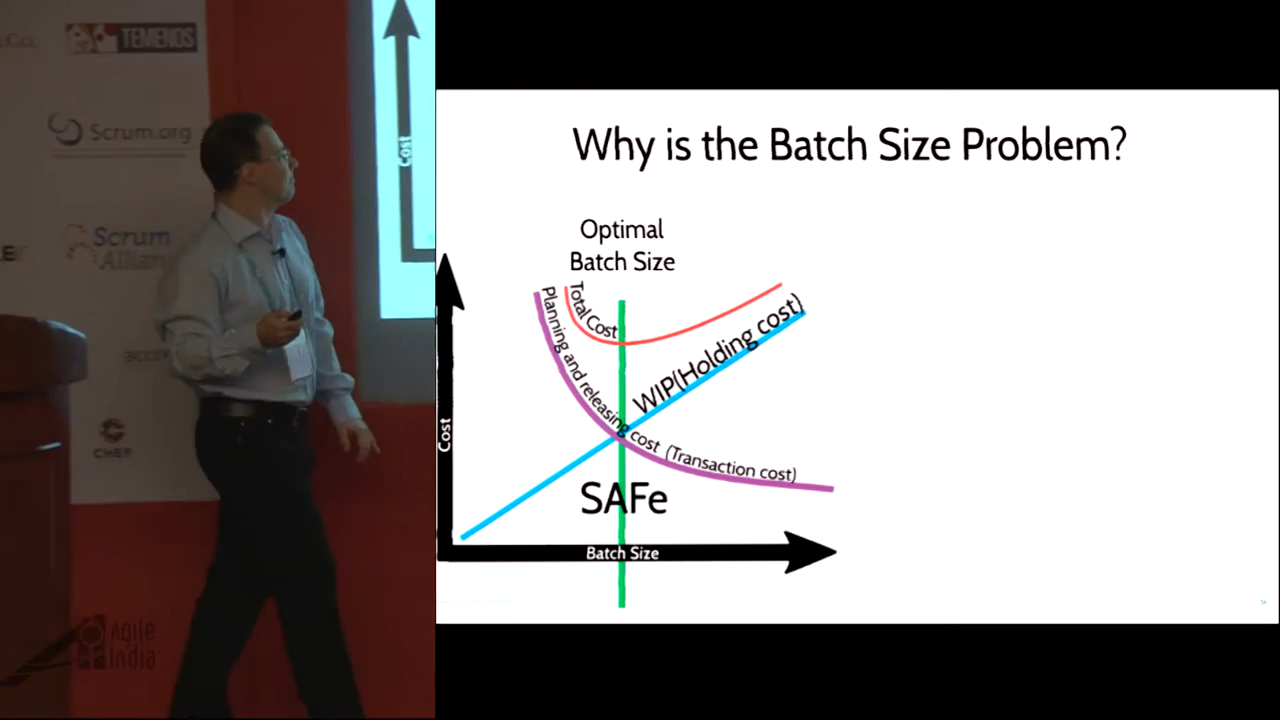 TEMENOS
Scrum.org
Scrum
CHEF
Agile
India
Cost
Why is the Batch Size Problem?
Optimal
Batch Size
Total Cost
Planning and releasing cost (Transaction cost)
WIP(Holding cost)
Cost
SAFe
Batch Size